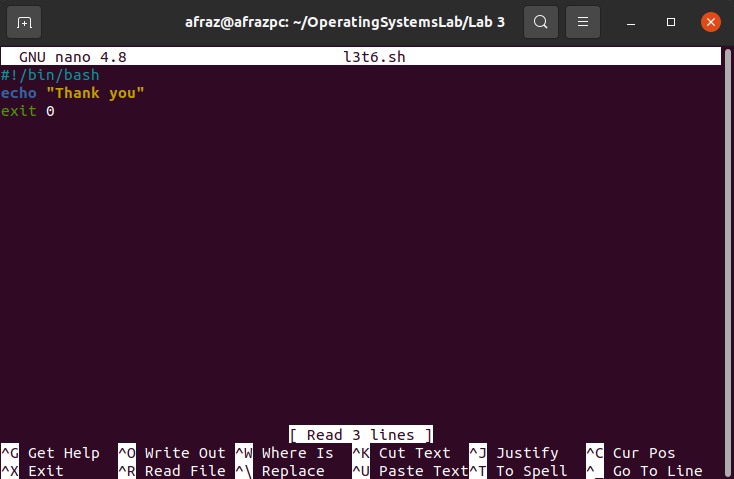 afraz@afrazpc: ~/OperatingSystemsLab/Lab 3
GNU nano 4.8 l3t6.sh
#!/bin/bash
echo "Thank you"
exit 0
[ Read 3 lines ]
^G Get Help ^O Write Out ^W Where Is ^K Cut Text ^J Justify ^C Cur Pos
^X Exit ^R Read File ^\ Replace ^U Paste Text ^T To Spell ^_ Go To Line